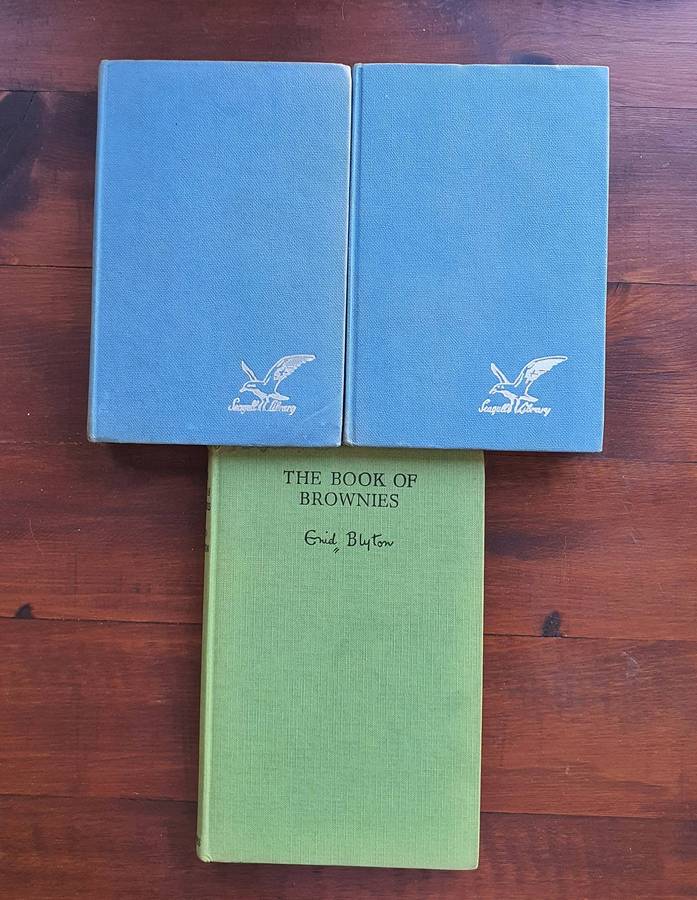 Seagull Library
Seagull Library
THE BOOK OF
BROWNIES
Enid Blyton